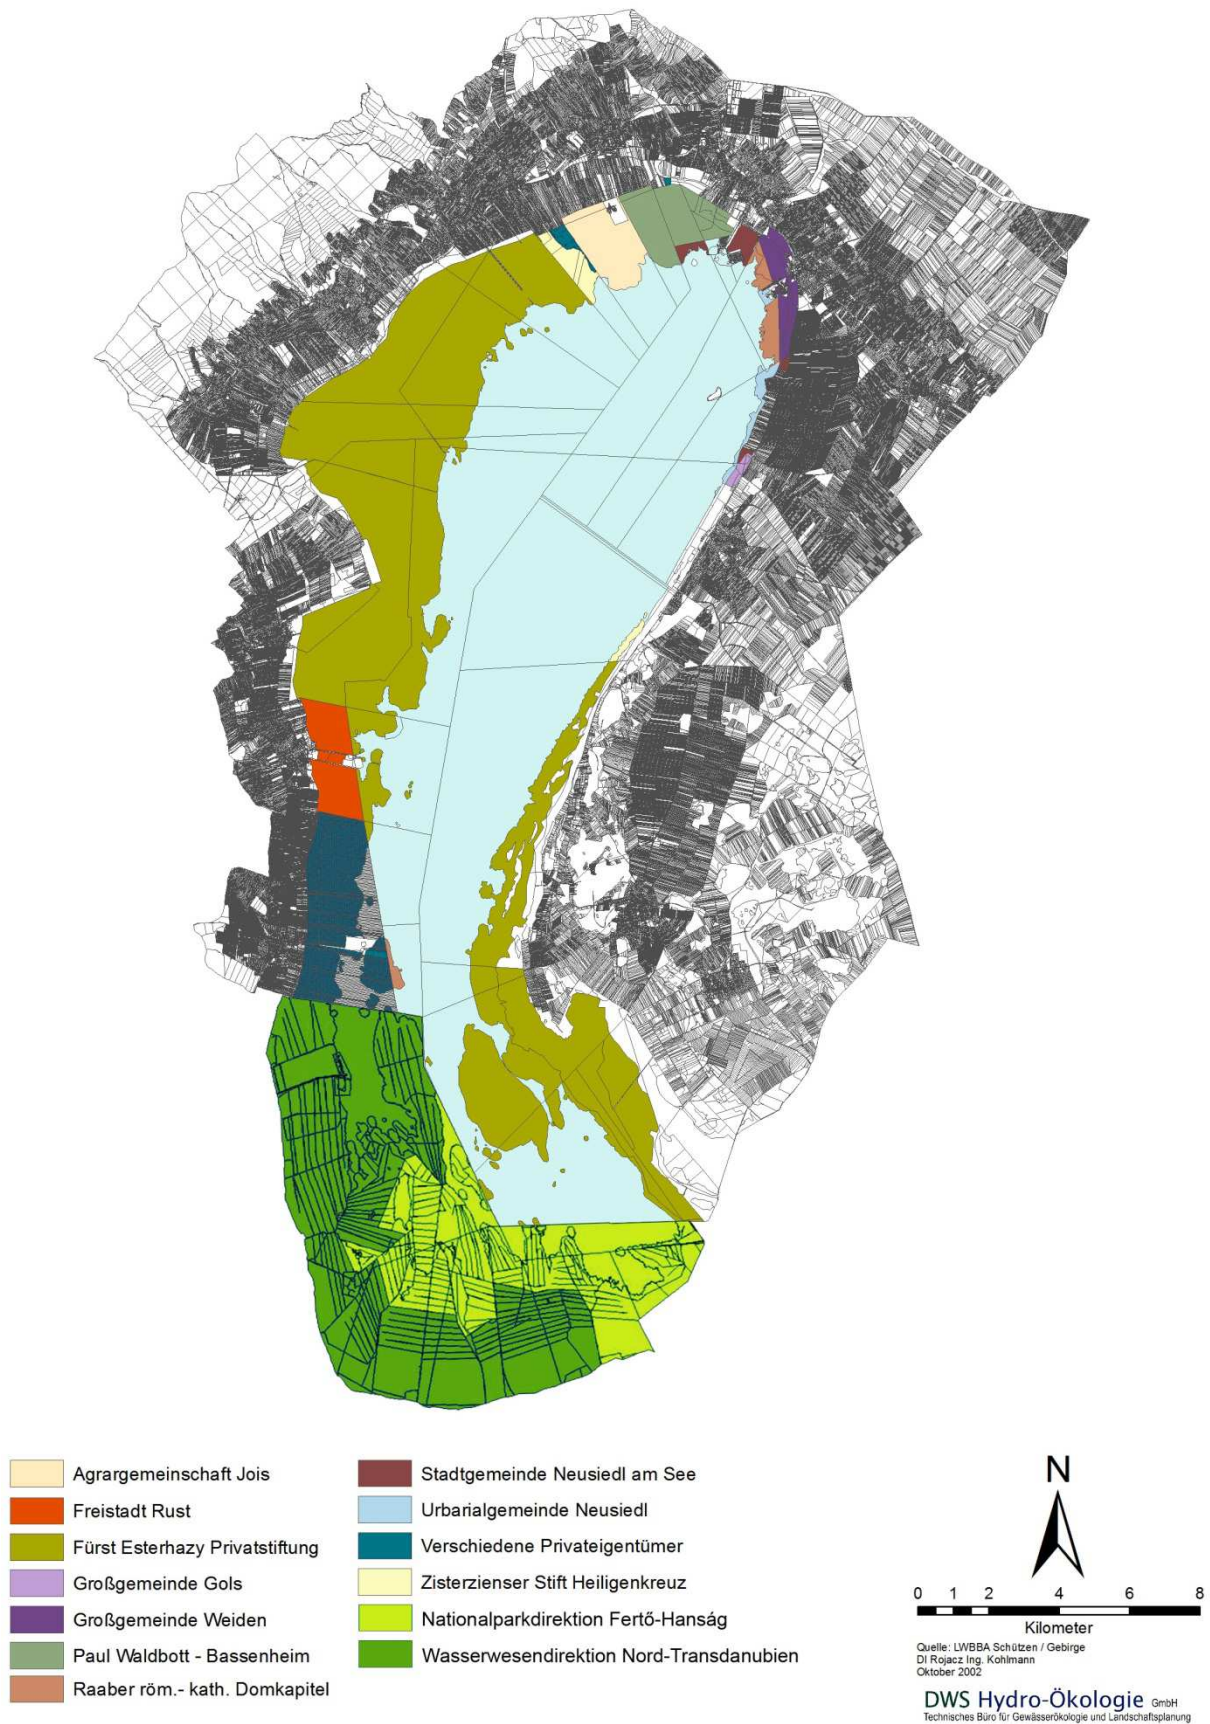 Agrargemeinschaft Jois
Freistadt Rust
Fürst Esterhazy Privatstiftung
Großgemeinde Gols
Großgemeinde Weiden
Paul Waldbott - Bassenheim
Raaber röm.- kath. Domkapitel
Stadtgemeinde Neusiedl am See
Urbarialgemeinde Neusiedl
Verschiedene Privateigentümer
Zisterzienser Stift Heiligenkreuz
Nationalparkdirektion Fertő-Hanság
Wasserwesendirektion Nord-Transdanubien
N
0 1 2 4 6 8
Kilometer
Quelle: LWBBA Schützen / Gebirge
DI Rojacz Ing. Kohlmann
Oktober 2002
DWS Hydro-Ökologie GmbH
Technisches Büro für Gewässerökologie und Landschaftsplanung